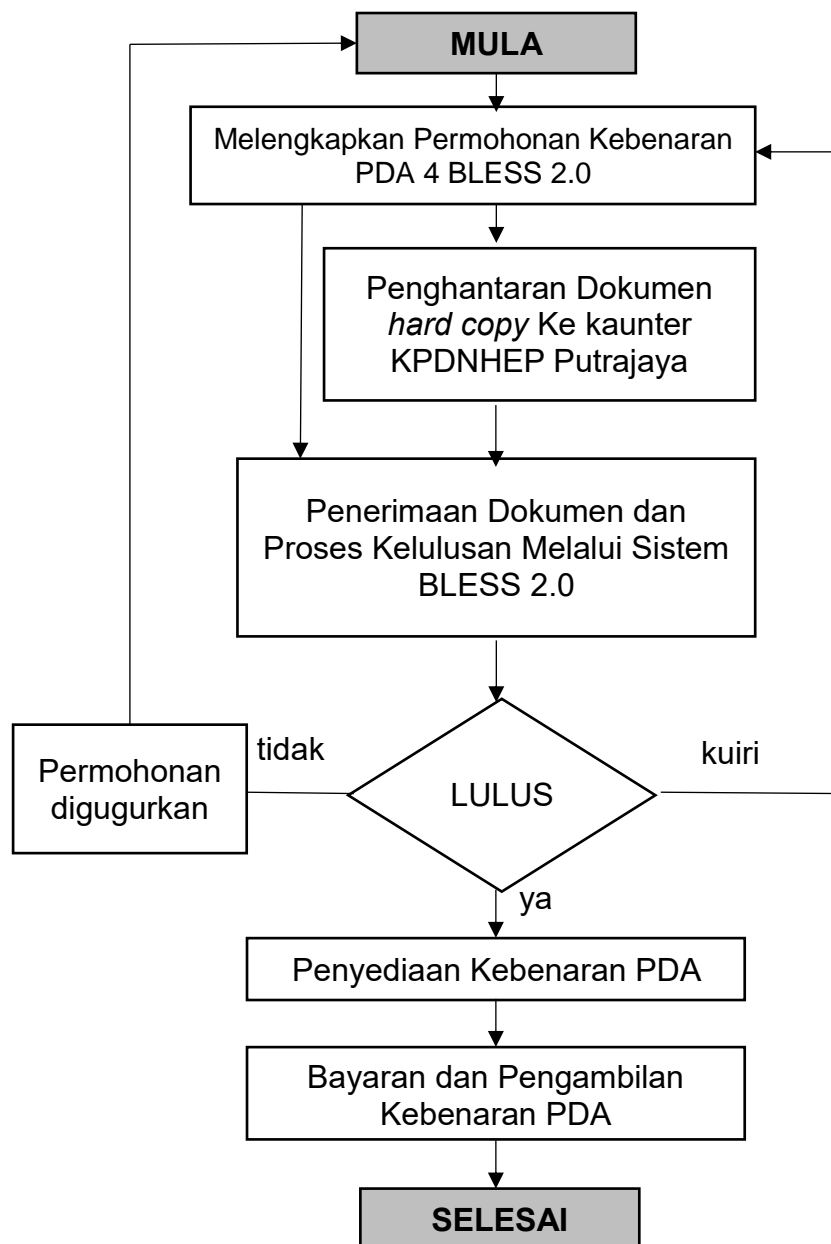 MULA
Melengkapkan Permohonan Kebenaran
PDA 4 BLESS 2.0
Penghantaran Dokumen
hard copy Ke kaunter
KPDNHEP Putrajaya
Penerimaan Dokumen dan
Proses Kelulusan Melalui Sistem
BLESS 2.0
Permohonan
digugurkan
tidak
LULUS
kuiri
ya
Penyediaan Kebenaran PDA
Bayaran dan Pengambilan
Kebenaran PDA
SELESAI